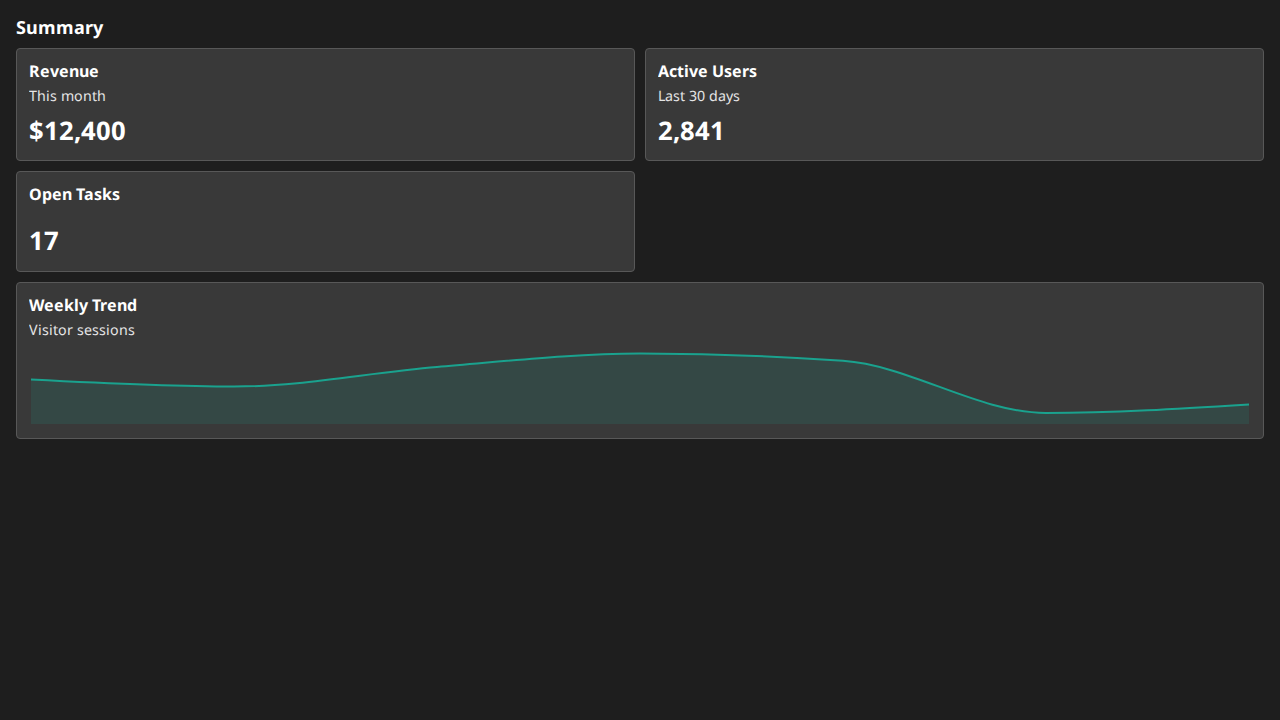 Summary
Revenue
This month
$12,400
Active Users
Last 30 days
2,841
Open Tasks
17
Weekly Trend
Visitor sessions